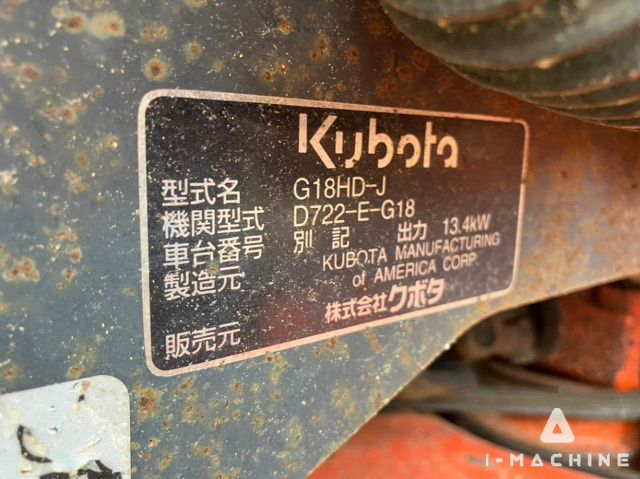 Kubota
型式名 G18HD-J
機関型式 D722-E-G18
車台番号 別記 出力 13.4kW
製造元 KUBOTA MANUFACTURING
of AMERICA CORP.
販売元 株式会社クボタ
I-MACHINE